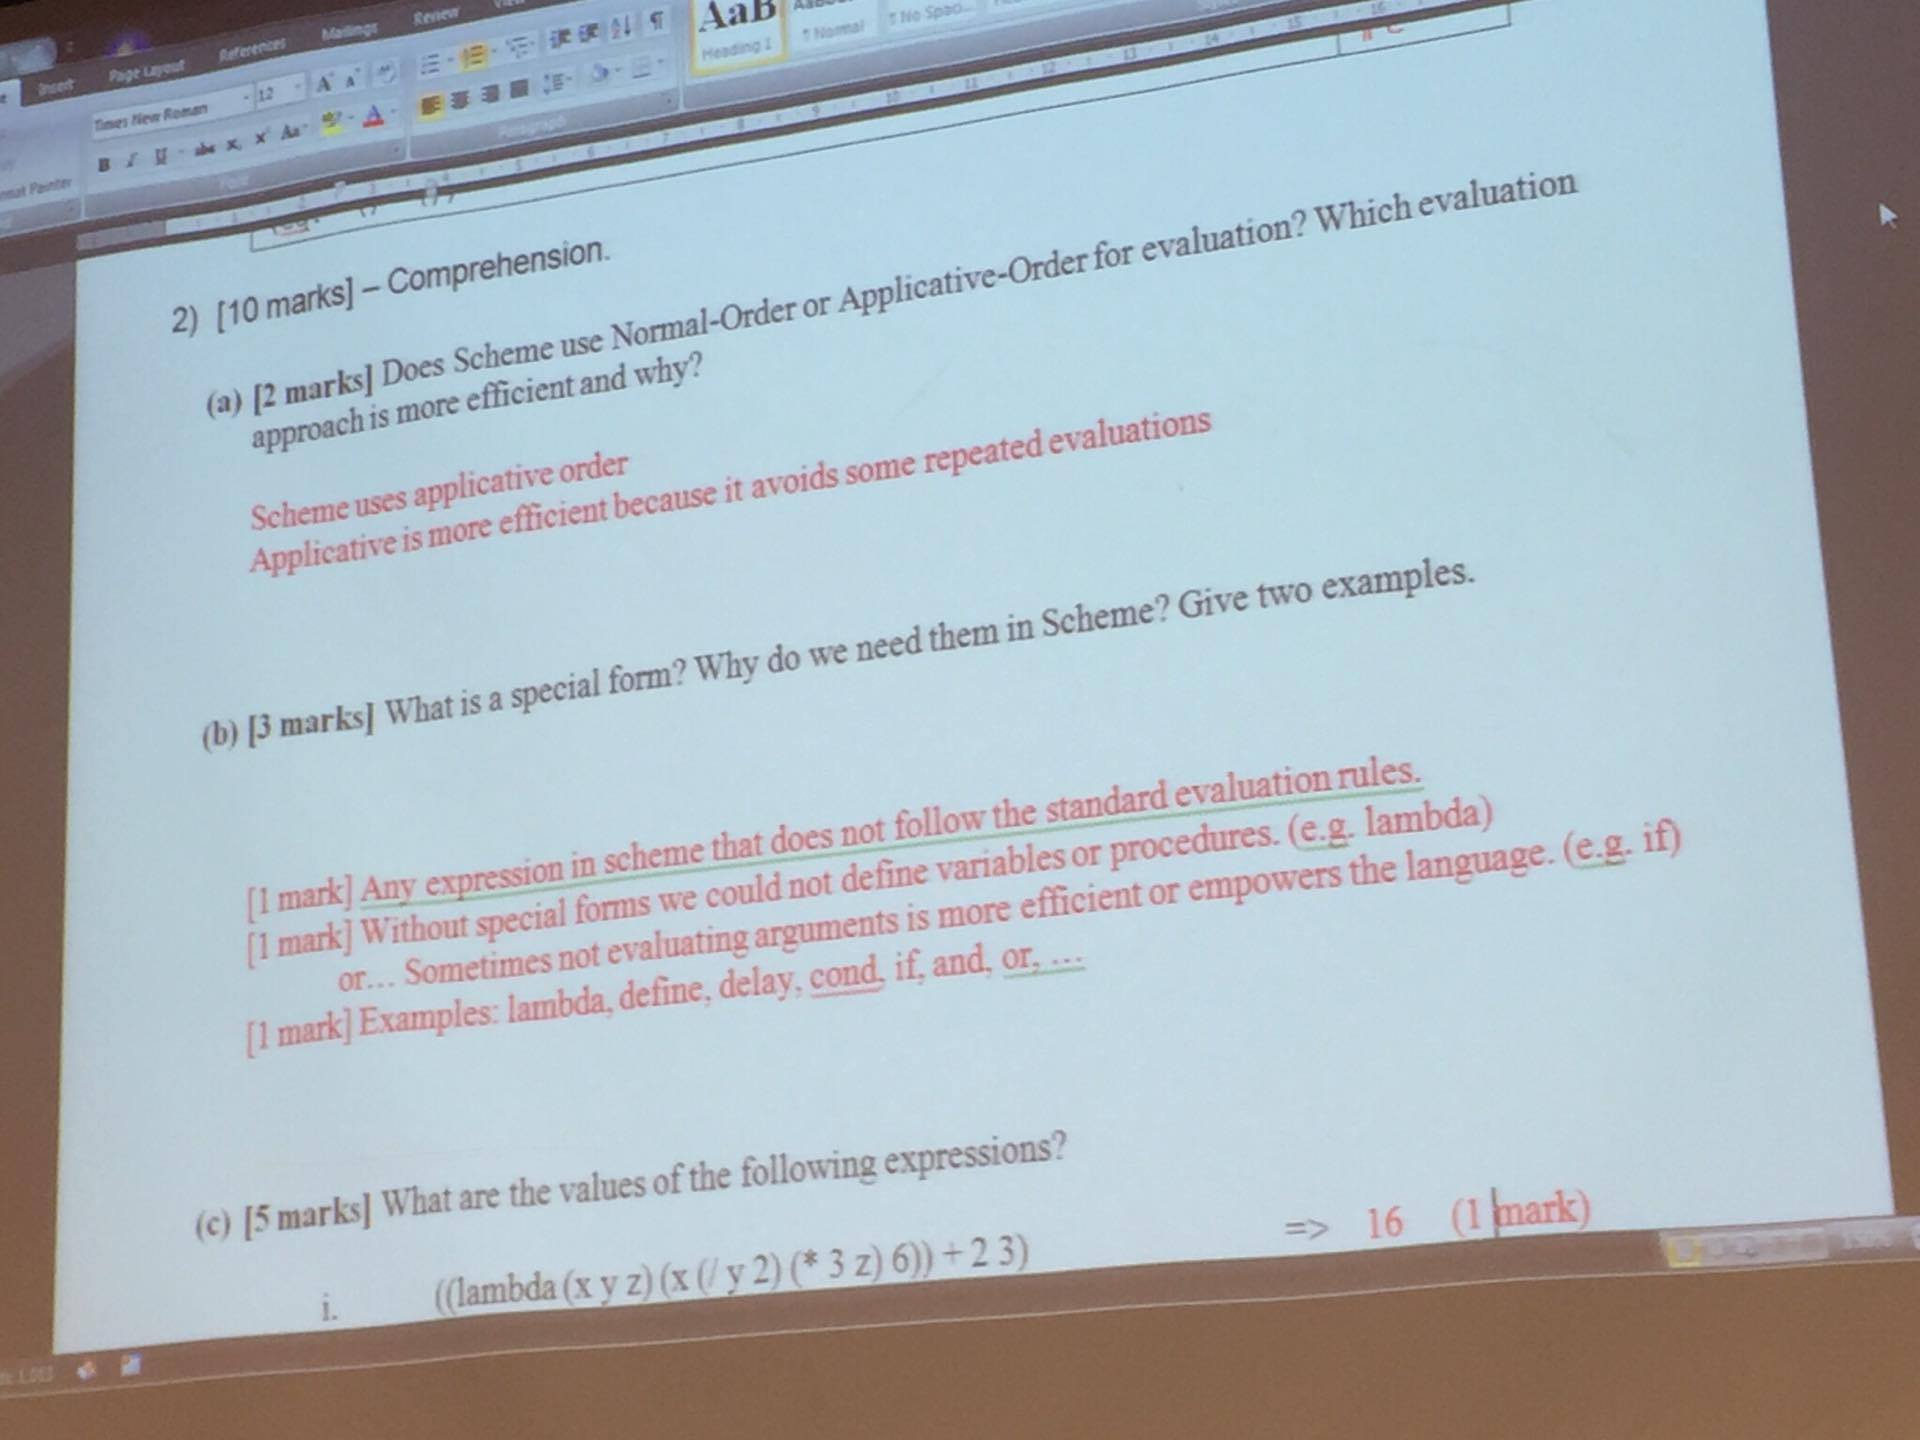 Insert Page Layout References Mailings Review
Times New Roman 12
AaB
Heading 1 ¶ Normal ¶ No Spaci...
Paragraph
Font
2) [10 marks] – Comprehension.
(a) [2 marks] Does Scheme use Normal-Order or Applicative-Order for evaluation? Which evaluation
approach is more efficient and why?
Scheme uses applicative order
Applicative is more efficient because it avoids some repeated evaluations
(b) [3 marks] What is a special form? Why do we need them in Scheme? Give two examples.
[1 mark] Any expression in scheme that does not follow the standard evaluation rules.
[1 mark] Without special forms we could not define variables or procedures. (e.g. lambda)
or… Sometimes not evaluating arguments is more efficient or empowers the language. (e.g. if)
[1 mark] Examples: lambda, define, delay, cond, if, and, or, …
(c) [5 marks] What are the values of the following expressions?
i. ((lambda (x y z) (x (/ y 2) (* 3 z) 6)) + 2 3) => 16 (1 mark)